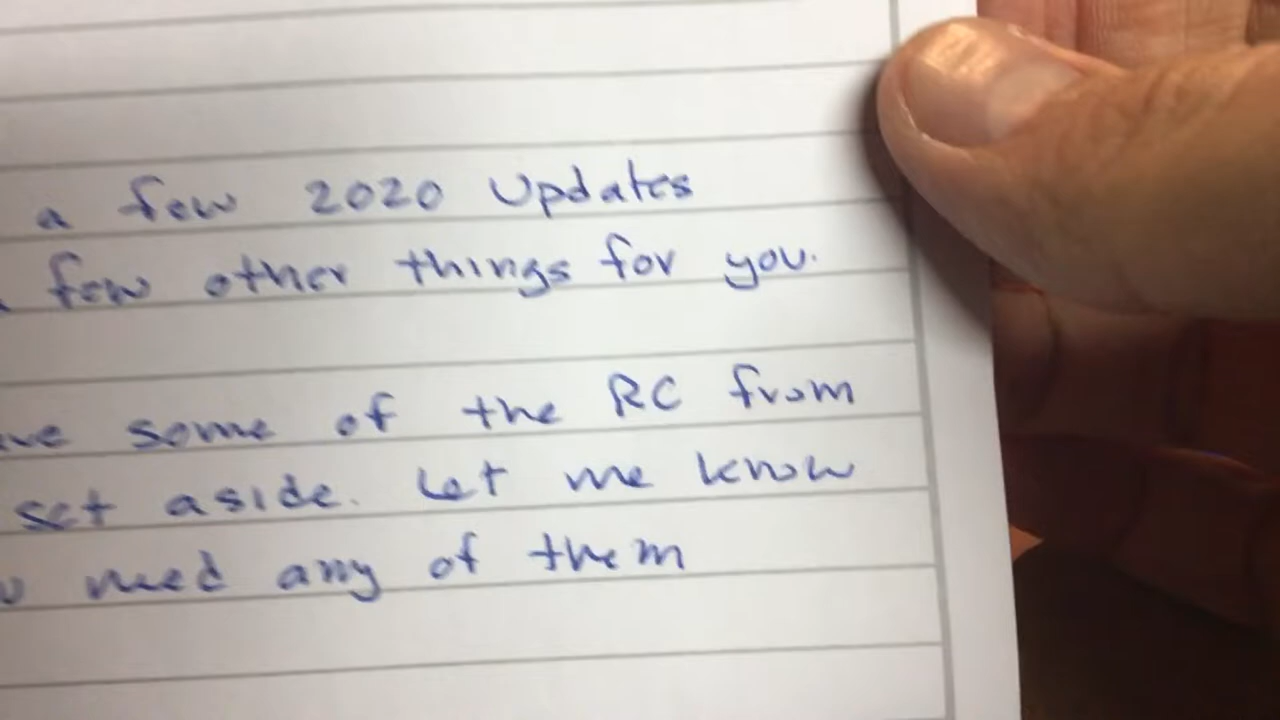 a few 2020 Updates
few other things for you.
some of the RC from
set aside. Let me know
need any of them